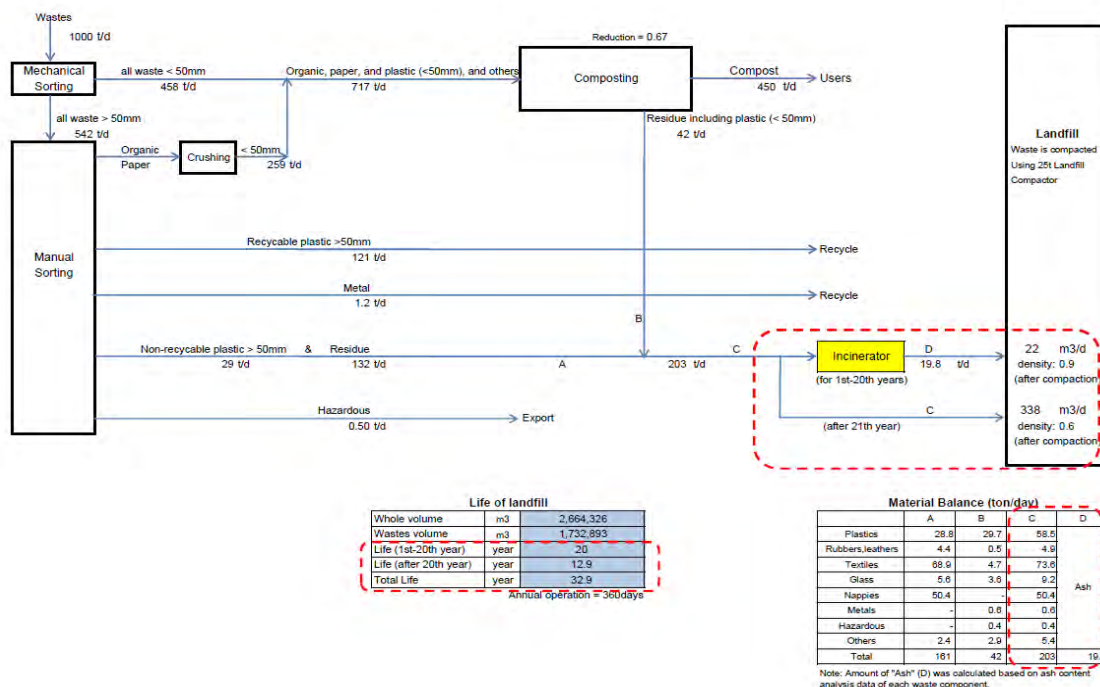 Wastes
1000 t/d
Mechanical
Sorting
all waste < 50mm
458 t/d
Organic, paper, and plastic (<50mm), and others
717 t/d
Reduction = 0.67
Composting
Compost
450 t/d
Users
all waste > 50mm
542 t/d
Organic
Paper
Crushing
< 50mm
259 t/d
Residue including plastic (< 50mm)
42 t/d
Landfill
Waste is compacted
Using 25t Landfill
Compactor
Manual
Sorting
Recycable plastic >50mm
121 t/d
Recycle
Metal
1.2 t/d
Recycle
B
Non-recycable plastic > 50mm & Residue
29 t/d 132 t/d
A
203 t/d
C
Incinerator
(for 1st-20th years)
D
19.8 t/d
22 m3/d
density: 0.9
(after compaction)
Hazardous
0.50 t/d
Export
C
(after 21th year)
338 m3/d
density: 0.6
(after compaction)
Life of landfill
Whole volume m3 2,664,326
Wastes volume m3 1,732,893
Life (1st-20th year) year 20
Life (after 20th year) year 12.9
Total Life year 32.9
Annual operation = 360days
Material Balance (ton/day)
A B C D
Plastics 28.8 29.7 58.5
Rubbers,leathers 4.4 0.5 4.9
Textiles 68.9 4.7 73.6
Glass 5.6 3.6 9.2
Ash
Nappies 50.4 - 50.4
Metals - 0.6 0.6
Hazardous - 0.4 0.4
Others 2.4 2.9 5.4
Total 161 42 203 19.
Note: Amount of "Ash" (D) was calculated based on ash content
analysis data of each waste component.